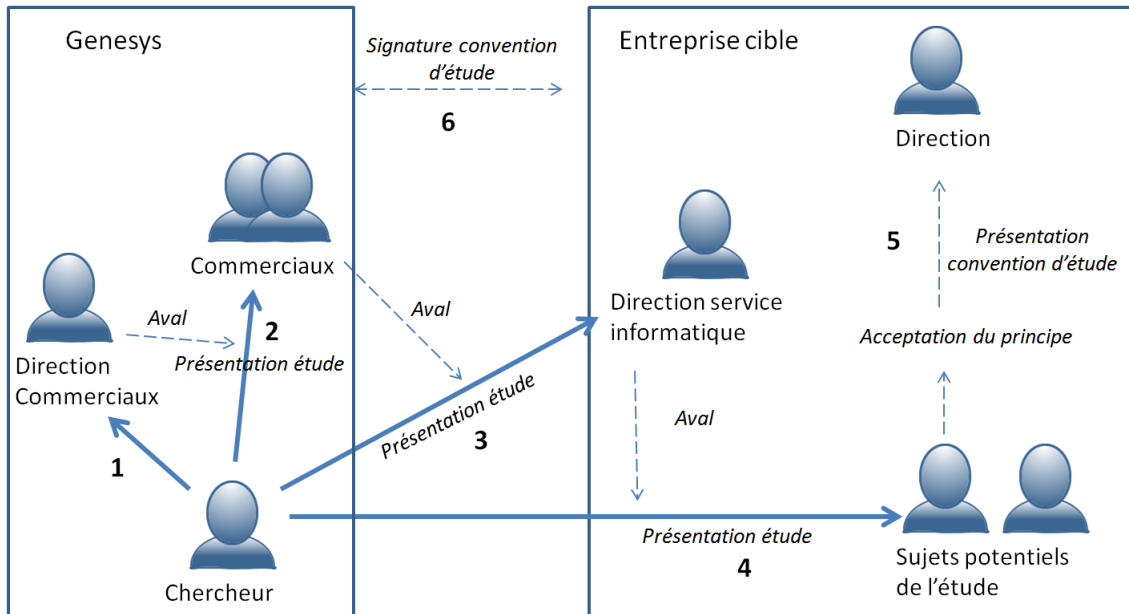 Genesys
Signature convention
d’étude
6
Entreprise cible
Direction
Commerciaux
5
Présentation
convention d’étude
Direction service
informatique
Aval
Aval
2
Présentation étude
Direction
Commerciaux
Acceptation du principe
Présentation étude
3
Aval
1
Présentation étude
4
Chercheur
Sujets potentiels
de l’étude